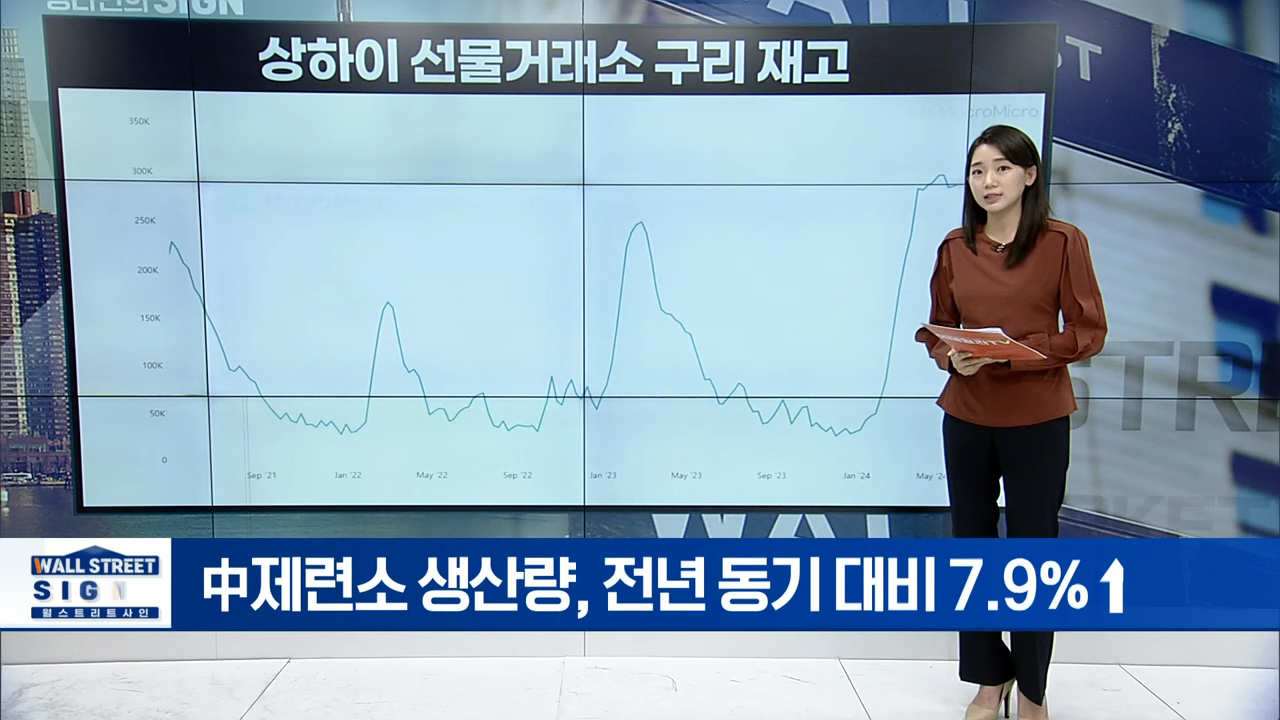 SIGN
상하이 선물거래소 구리 재고
MacroMicro
350K
300K
250K
200K
150K
100K
50K
0
Sep '21
Jan '22
May '22
Sep '22
Jan '23
May '23
Sep '23
Jan '24
May '24
WALL STREET
SIGN
월스트리트사인
中제련소 생산량, 전년 동기 대비 7.9%⬆